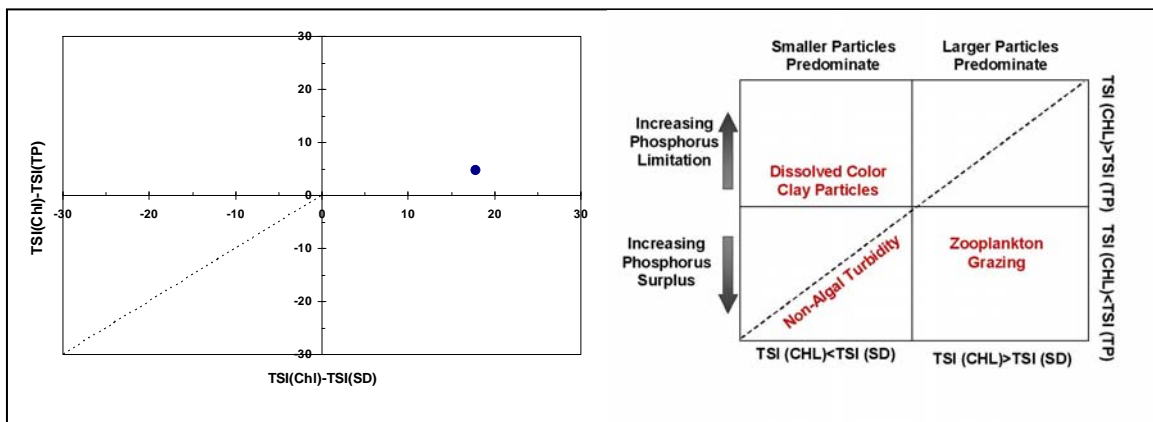 30
20
10
0
-30
-20
-10
0
10
20
30
-10
-20
-30
TSI(Chl)-TSI(TP)
TSI(Chl)-TSI(SD)
Smaller Particles
Predominate
Larger Particles
Predominate
Increasing
Phosphorus
Limitation
Dissolved Color
Clay Particles
Increasing
Phosphorus
Surplus
Non-Algal Turbidity
Zooplankton
Grazing
TSI (CHL)>TSI (TP)
TSI (CHL)<TSI (TP)
TSI (CHL)<TSI (SD)
TSI (CHL)>TSI (SD)